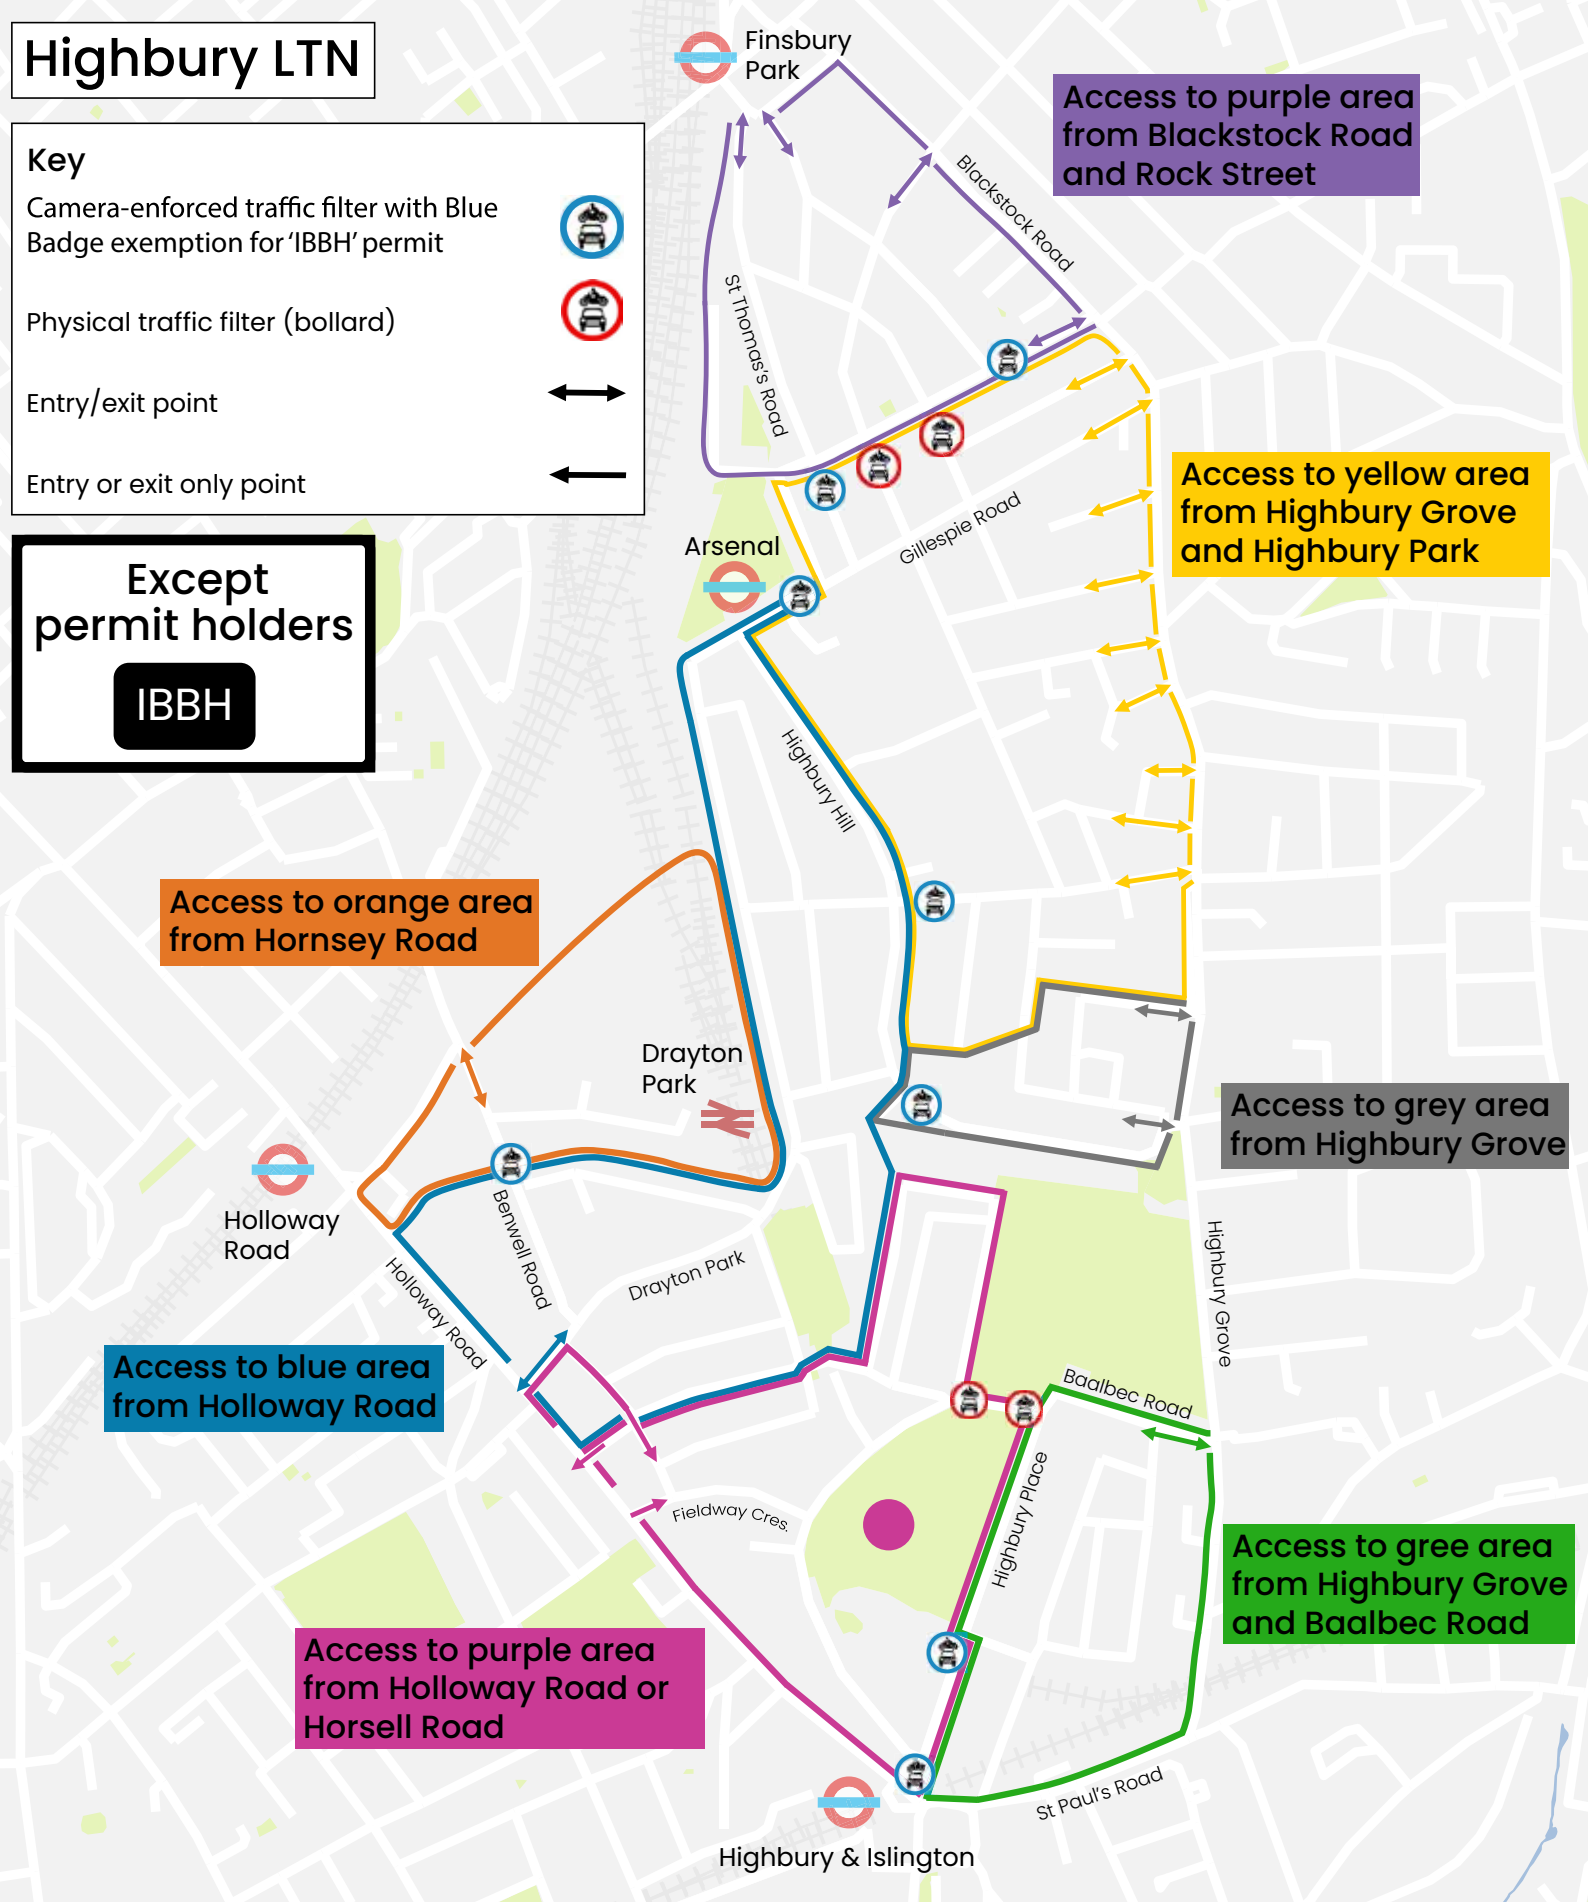 Highbury LTN
Key
Camera-enforced traffic filter with Blue
Badge exemption for ‘IBBH’ permit
Physical traffic filter (bollard)
Entry/exit point
Entry or exit only point
Except
permit holders
IBBH
Finsbury
Park
Access to purple area
from Blackstock Road
and Rock Street
Blackstock Road
St Thomas's Road
Access to yellow area
from Highbury Grove
and Highbury Park
Gillespie Road
Arsenal
Highbury Hill
Access to orange area
from Hornsey Road
Drayton
Park
Access to grey area
from Highbury Grove
Holloway
Road
Benwell Road
Drayton Park
Holloway Road
Highbury Grove
Access to blue area
from Holloway Road
Baalbec Road
Highbury Place
Fieldway Cres.
Access to gree area
from Highbury Grove
and Baalbec Road
Access to purple area
from Holloway Road or
Horsell Road
St Paul's Road
Highbury & Islington